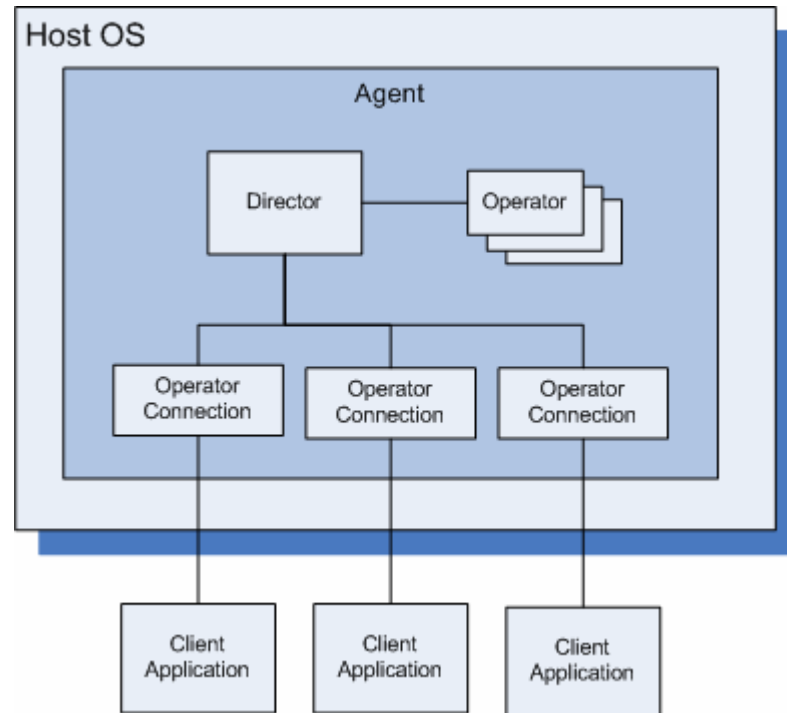 Host OS
Agent
Director
Operator
Operator
Connection
Operator
Connection
Operator
Connection
Client
Application
Client
Application
Client
Application